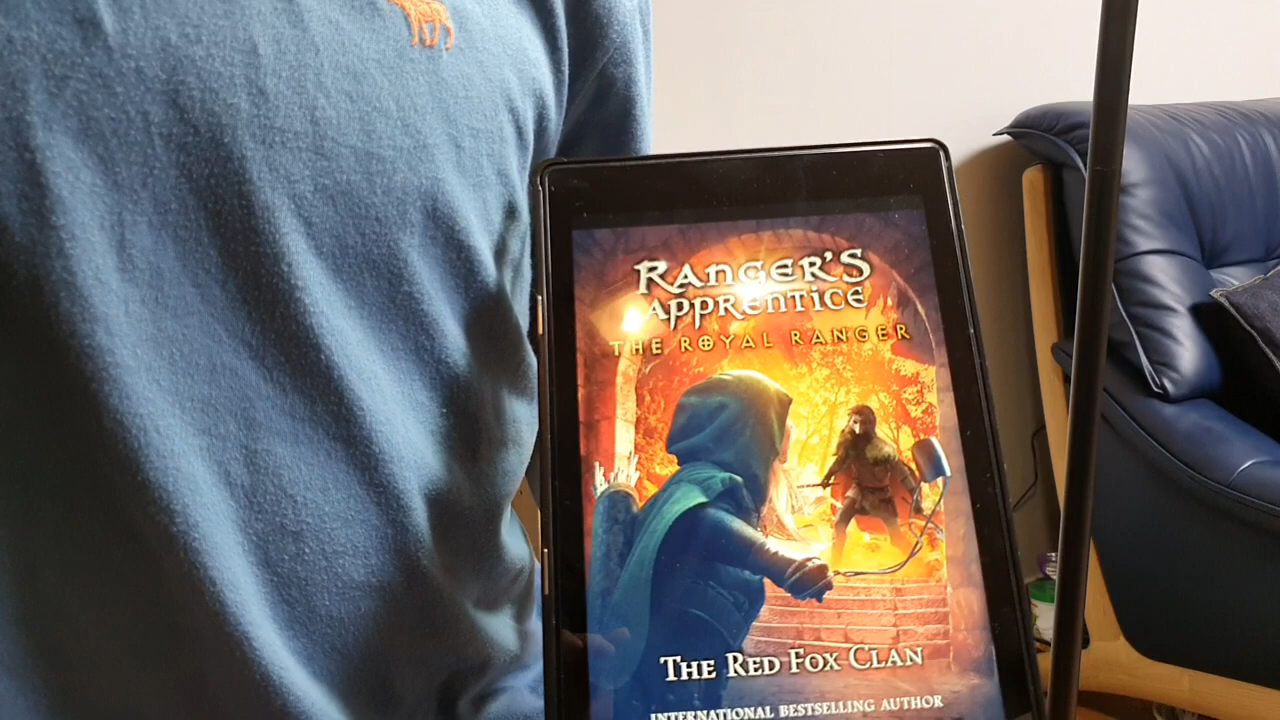 RANGER'S
APPRENTICE
THE ROYAL RANGER
THE RED FOX CLAN
INTERNATIONAL BESTSELLING AUTHOR